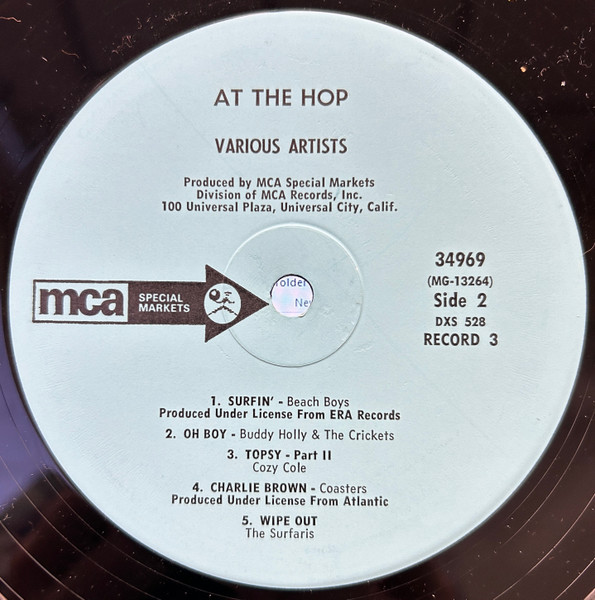 AT THE HOP
VARIOUS ARTISTS
Produced by MCA Special Markets
Division of MCA Records, Inc.
100 Universal Plaza, Universal City, Calif.
mca SPECIAL
MARKETS
34969
(MG-13264)
Side 2
DXS 528
RECORD 3
1. SURFIN' - Beach Boys
Produced Under License From ERA Records
2. OH BOY - Buddy Holly & The Crickets
3. TOPSY - Part II
Cozy Cole
4. CHARLIE BROWN - Coasters
Produced Under License From Atlantic
5. WIPE OUT
The Surfaris